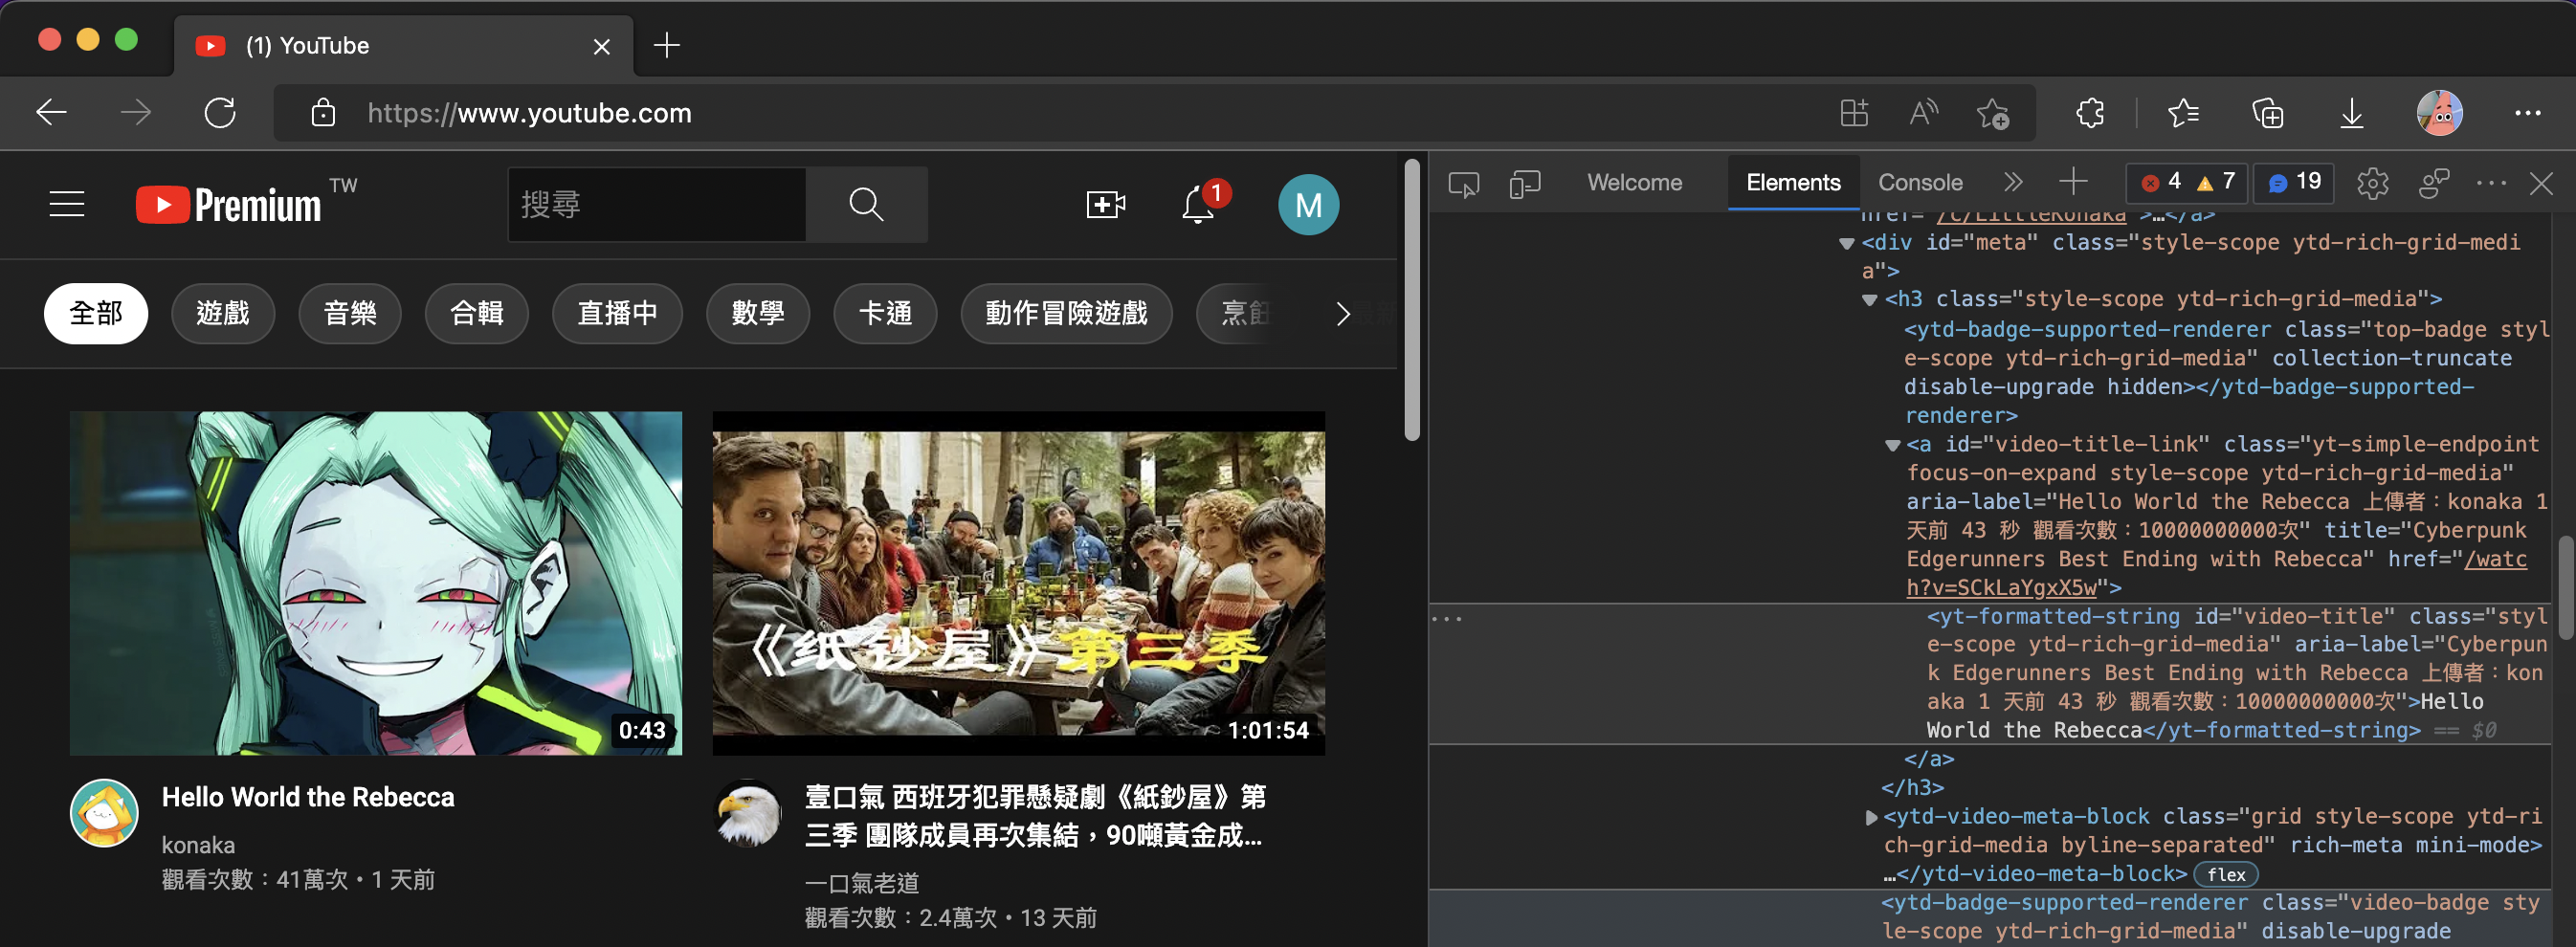 (1) YouTube
https://www.youtube.com
Premium TW
搜尋
1
M
全部 遊戲 音樂 合輯 直播中 數學 卡通 動作冒險遊戲 烹飪 最新
0:43
《纸钞屋》第三季
1:01:54
Hello World the Rebecca
konaka
觀看次數：41萬次・1 天前
壹口氣 西班牙犯罪懸疑劇《紙鈔屋》第
三季 團隊成員再次集結，90噸黃金成...
一口氣老道
觀看次數：2.4萬次・13 天前
Welcome Elements Console 4 7 19
href="/c/LittleKonaka">…</a>
<div id="meta" class="style-scope ytd-rich-grid-medi
a">
<h3 class="style-scope ytd-rich-grid-media">
<ytd-badge-supported-renderer class="top-badge styl
e-scope ytd-rich-grid-media" collection-truncate
disable-upgrade hidden></ytd-badge-supported-
renderer>
<a id="video-title-link" class="yt-simple-endpoint
focus-on-expand style-scope ytd-rich-grid-media"
aria-label="Hello World the Rebecca 上傳者：konaka 1
天前 43 秒 觀看次數：10000000000次" title="Cyberpunk
Edgerunners Best Ending with Rebecca" href="/watc
h?v=SCkLaYgxX5w">
<yt-formatted-string id="video-title" class="styl
e-scope ytd-rich-grid-media" aria-label="Cyberpun
k Edgerunners Best Ending with Rebecca 上傳者：kon
aka 1 天前 43 秒 觀看次數：10000000000次">Hello
World the Rebecca</yt-formatted-string> == $0
</a>
</h3>
<ytd-video-meta-block class="grid style-scope ytd-ri
ch-grid-media byline-separated" rich-meta mini-mode>
…</ytd-video-meta-block> flex
<ytd-badge-supported-renderer class="video-badge sty
le-scope ytd-rich-grid-media" disable-upgrade